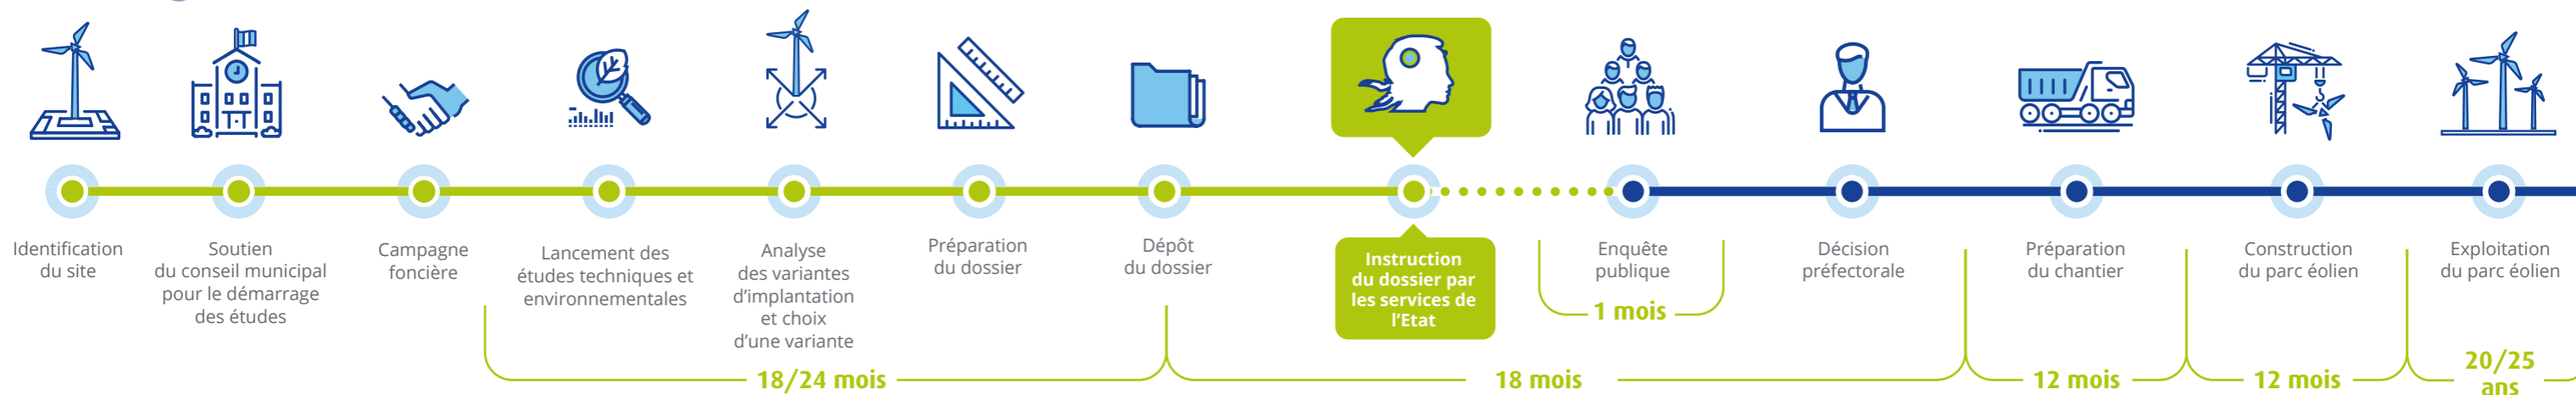 Identification
du site
Soutien
du conseil municipal
pour le démarrage
des études
Campagne
foncière
Lancement des
études techniques et
environnementales
Analyse
des variantes
d'implantation
et choix
d'une variante
Préparation
du dossier
Dépôt
du dossier
Instruction
du dossier par
les services de
l'Etat
Enquête
publique
1 mois
Décision
préfectorale
Préparation
du chantier
Construction
du parc éolien
Exploitation
du parc éolien
18/24 mois
18 mois
12 mois
12 mois
20/25
ans